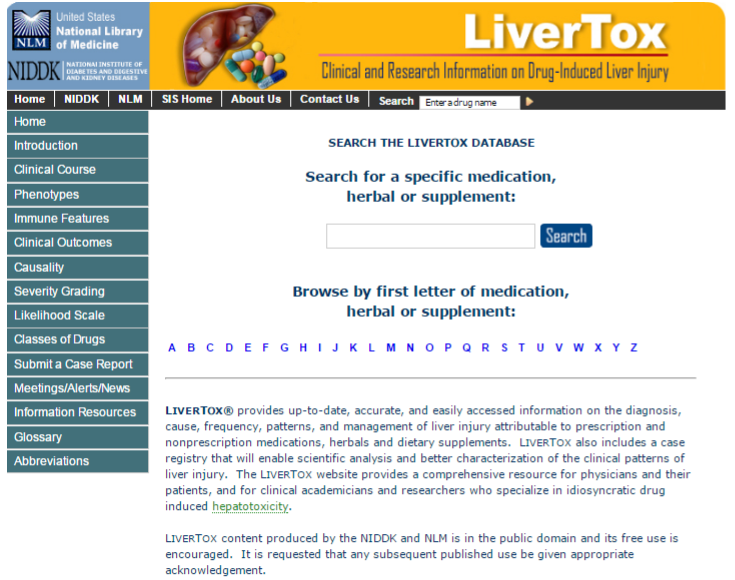 United States
National Library
of Medicine
NLM
NIDDK
NATIONAL INSTITUTE OF
DIABETES AND DIGESTIVE
AND KIDNEY DISEASES
LiverTox
Clinical and Research Information on Drug-Induced Liver Injury
Home NIDDK NLM SIS Home About Us Contact Us Search Enter a drug name
Home
Introduction
Clinical Course
Phenotypes
Immune Features
Clinical Outcomes
Causality
Severity Grading
Likelihood Scale
Classes of Drugs
Submit a Case Report
Meetings/Alerts/News
Information Resources
Glossary
Abbreviations
SEARCH THE LIVERTOX DATABASE
Search for a specific medication,
herbal or supplement:
Search
Browse by first letter of medication,
herbal or supplement:
A B C D E F G H I J K L M N O P Q R S T U V W X Y Z
LIVERTOX® provides up-to-date, accurate, and easily accessed information on the diagnosis,
cause, frequency, patterns, and management of liver injury attributable to prescription and
nonprescription medications, herbals and dietary supplements. LIVERTOX also includes a case
registry that will enable scientific analysis and better characterization of the clinical patterns of
liver injury. The LIVERTOX website provides a comprehensive resource for physicians and their
patients, and for clinical academicians and researchers who specialize in idiosyncratic drug
induced hepatotoxicity.
LIVERTOX content produced by the NIDDK and NLM is in the public domain and its free use is
encouraged. It is requested that any subsequent published use be given appropriate
acknowledgement.